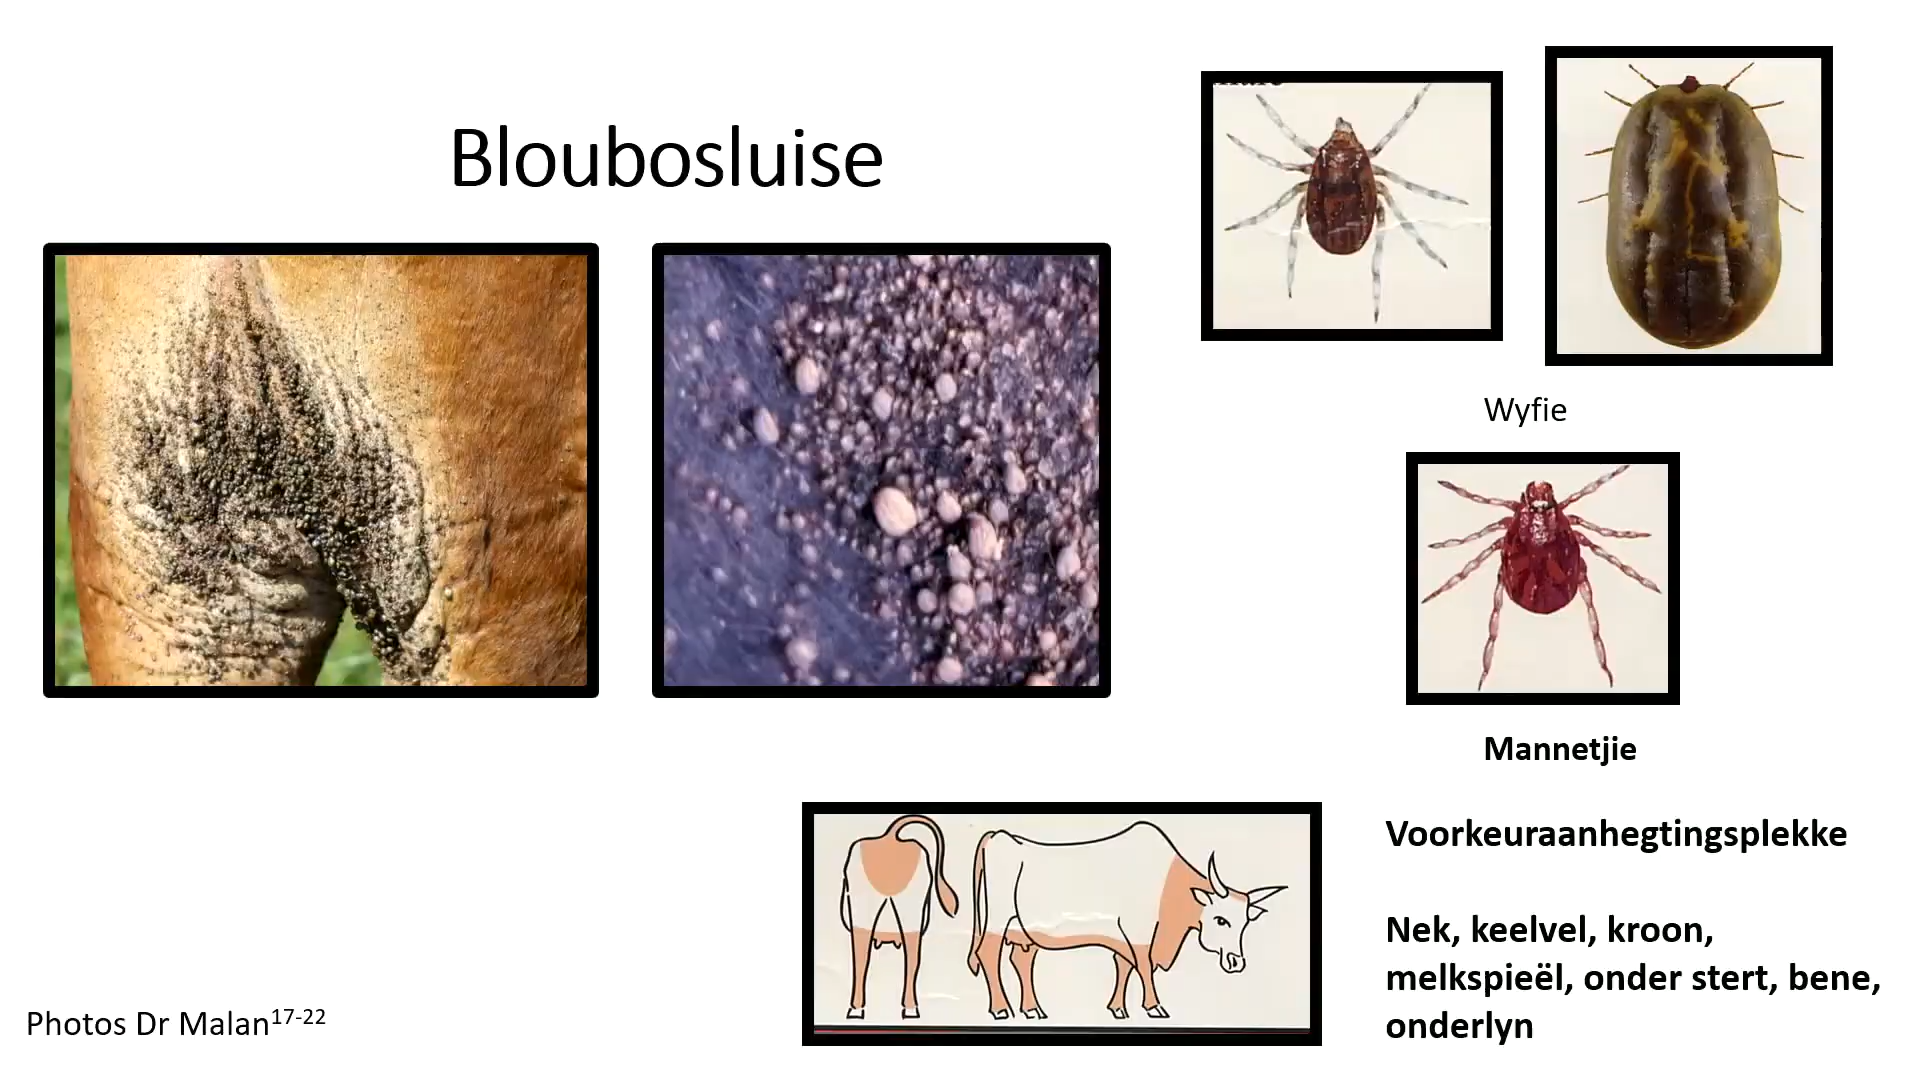 Bloubosluise
Wyfie
Mannetjie
Voorkeuraanhegtingsplekke
Nek, keelvel, kroon,
melkspieël, onder stert, bene,
onderlyn
Photos Dr Malan17-22